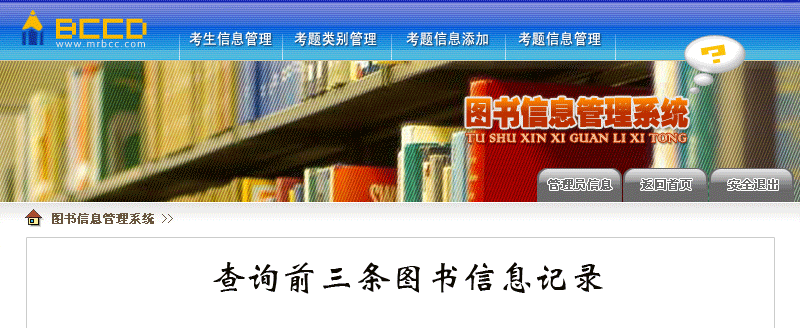 BCCD
www.mrbcc.com
考生信息管理 考题类别管理 考题信息添加 考题信息管理
?
图书信息管理系统
TU SHU XIN XI GUAN LI XI TONG
管理员信息 返回首页 安全退出
图书信息管理系统 >>
查询前三条图书信息记录